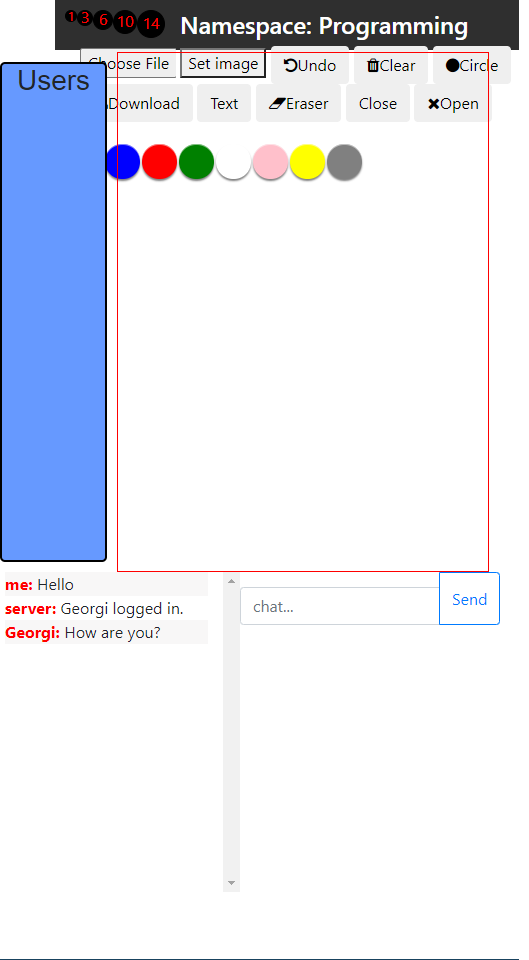 1 3 6 10 14 Namespace: Programming
Choose File Set image Undo Clear Circle
Users
Download Text Eraser Close Open
me: Hello
server: Georgi logged in.
Georgi: How are you?
chat...
Send